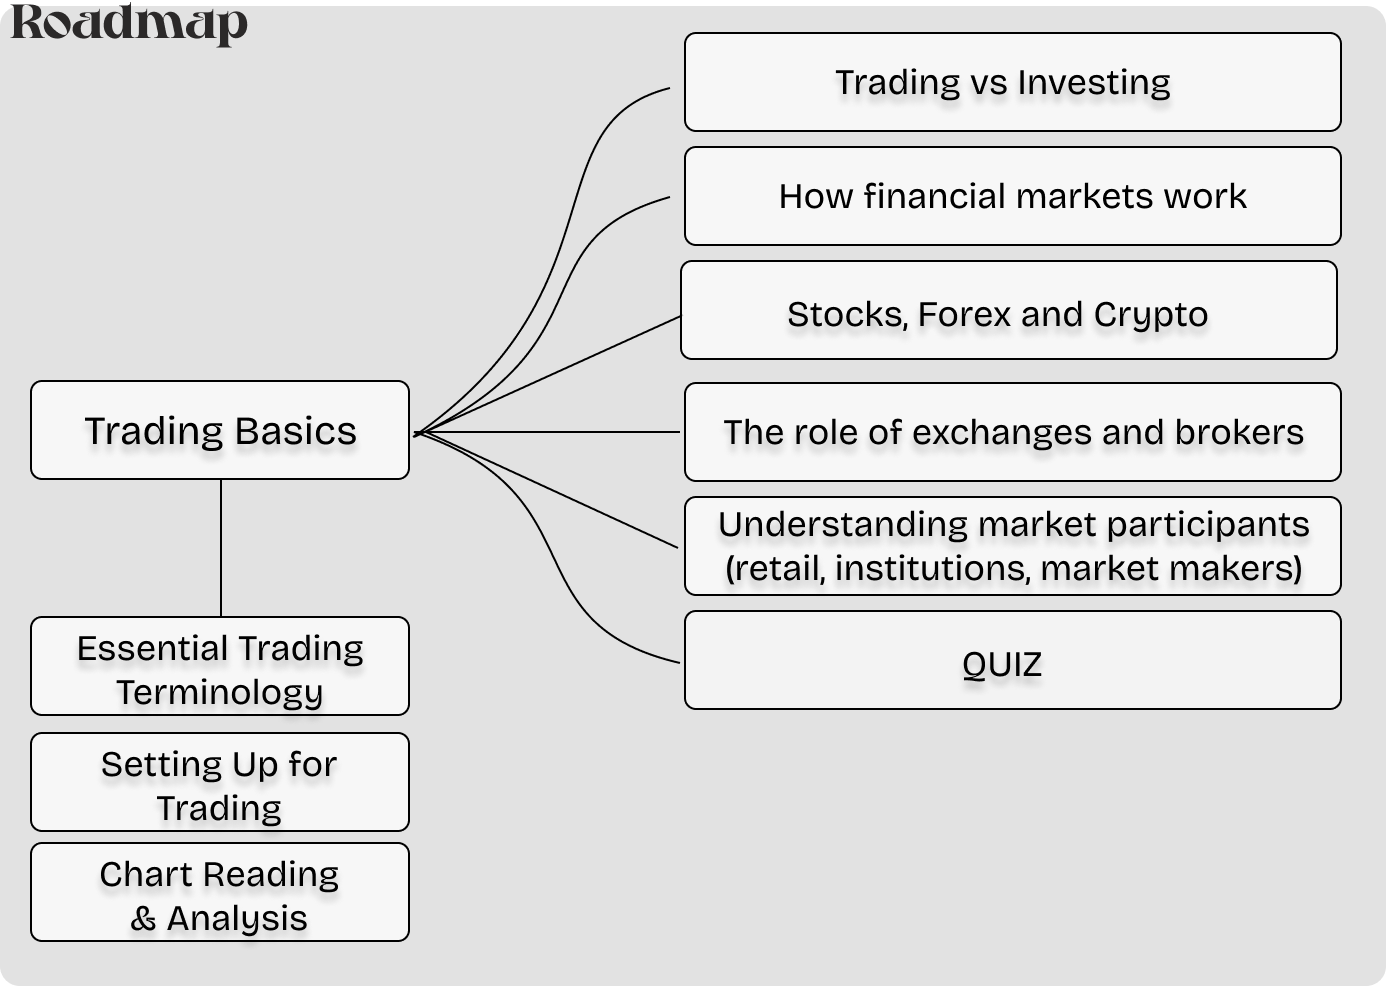 Roadmap
Trading vs Investing
How financial markets work
Stocks, Forex and Crypto
Trading Basics
The role of exchanges and brokers
Understanding market participants
(retail, institutions, market makers)
QUIZ
Essential Trading
Terminology
Setting Up for
Trading
Chart Reading
& Analysis